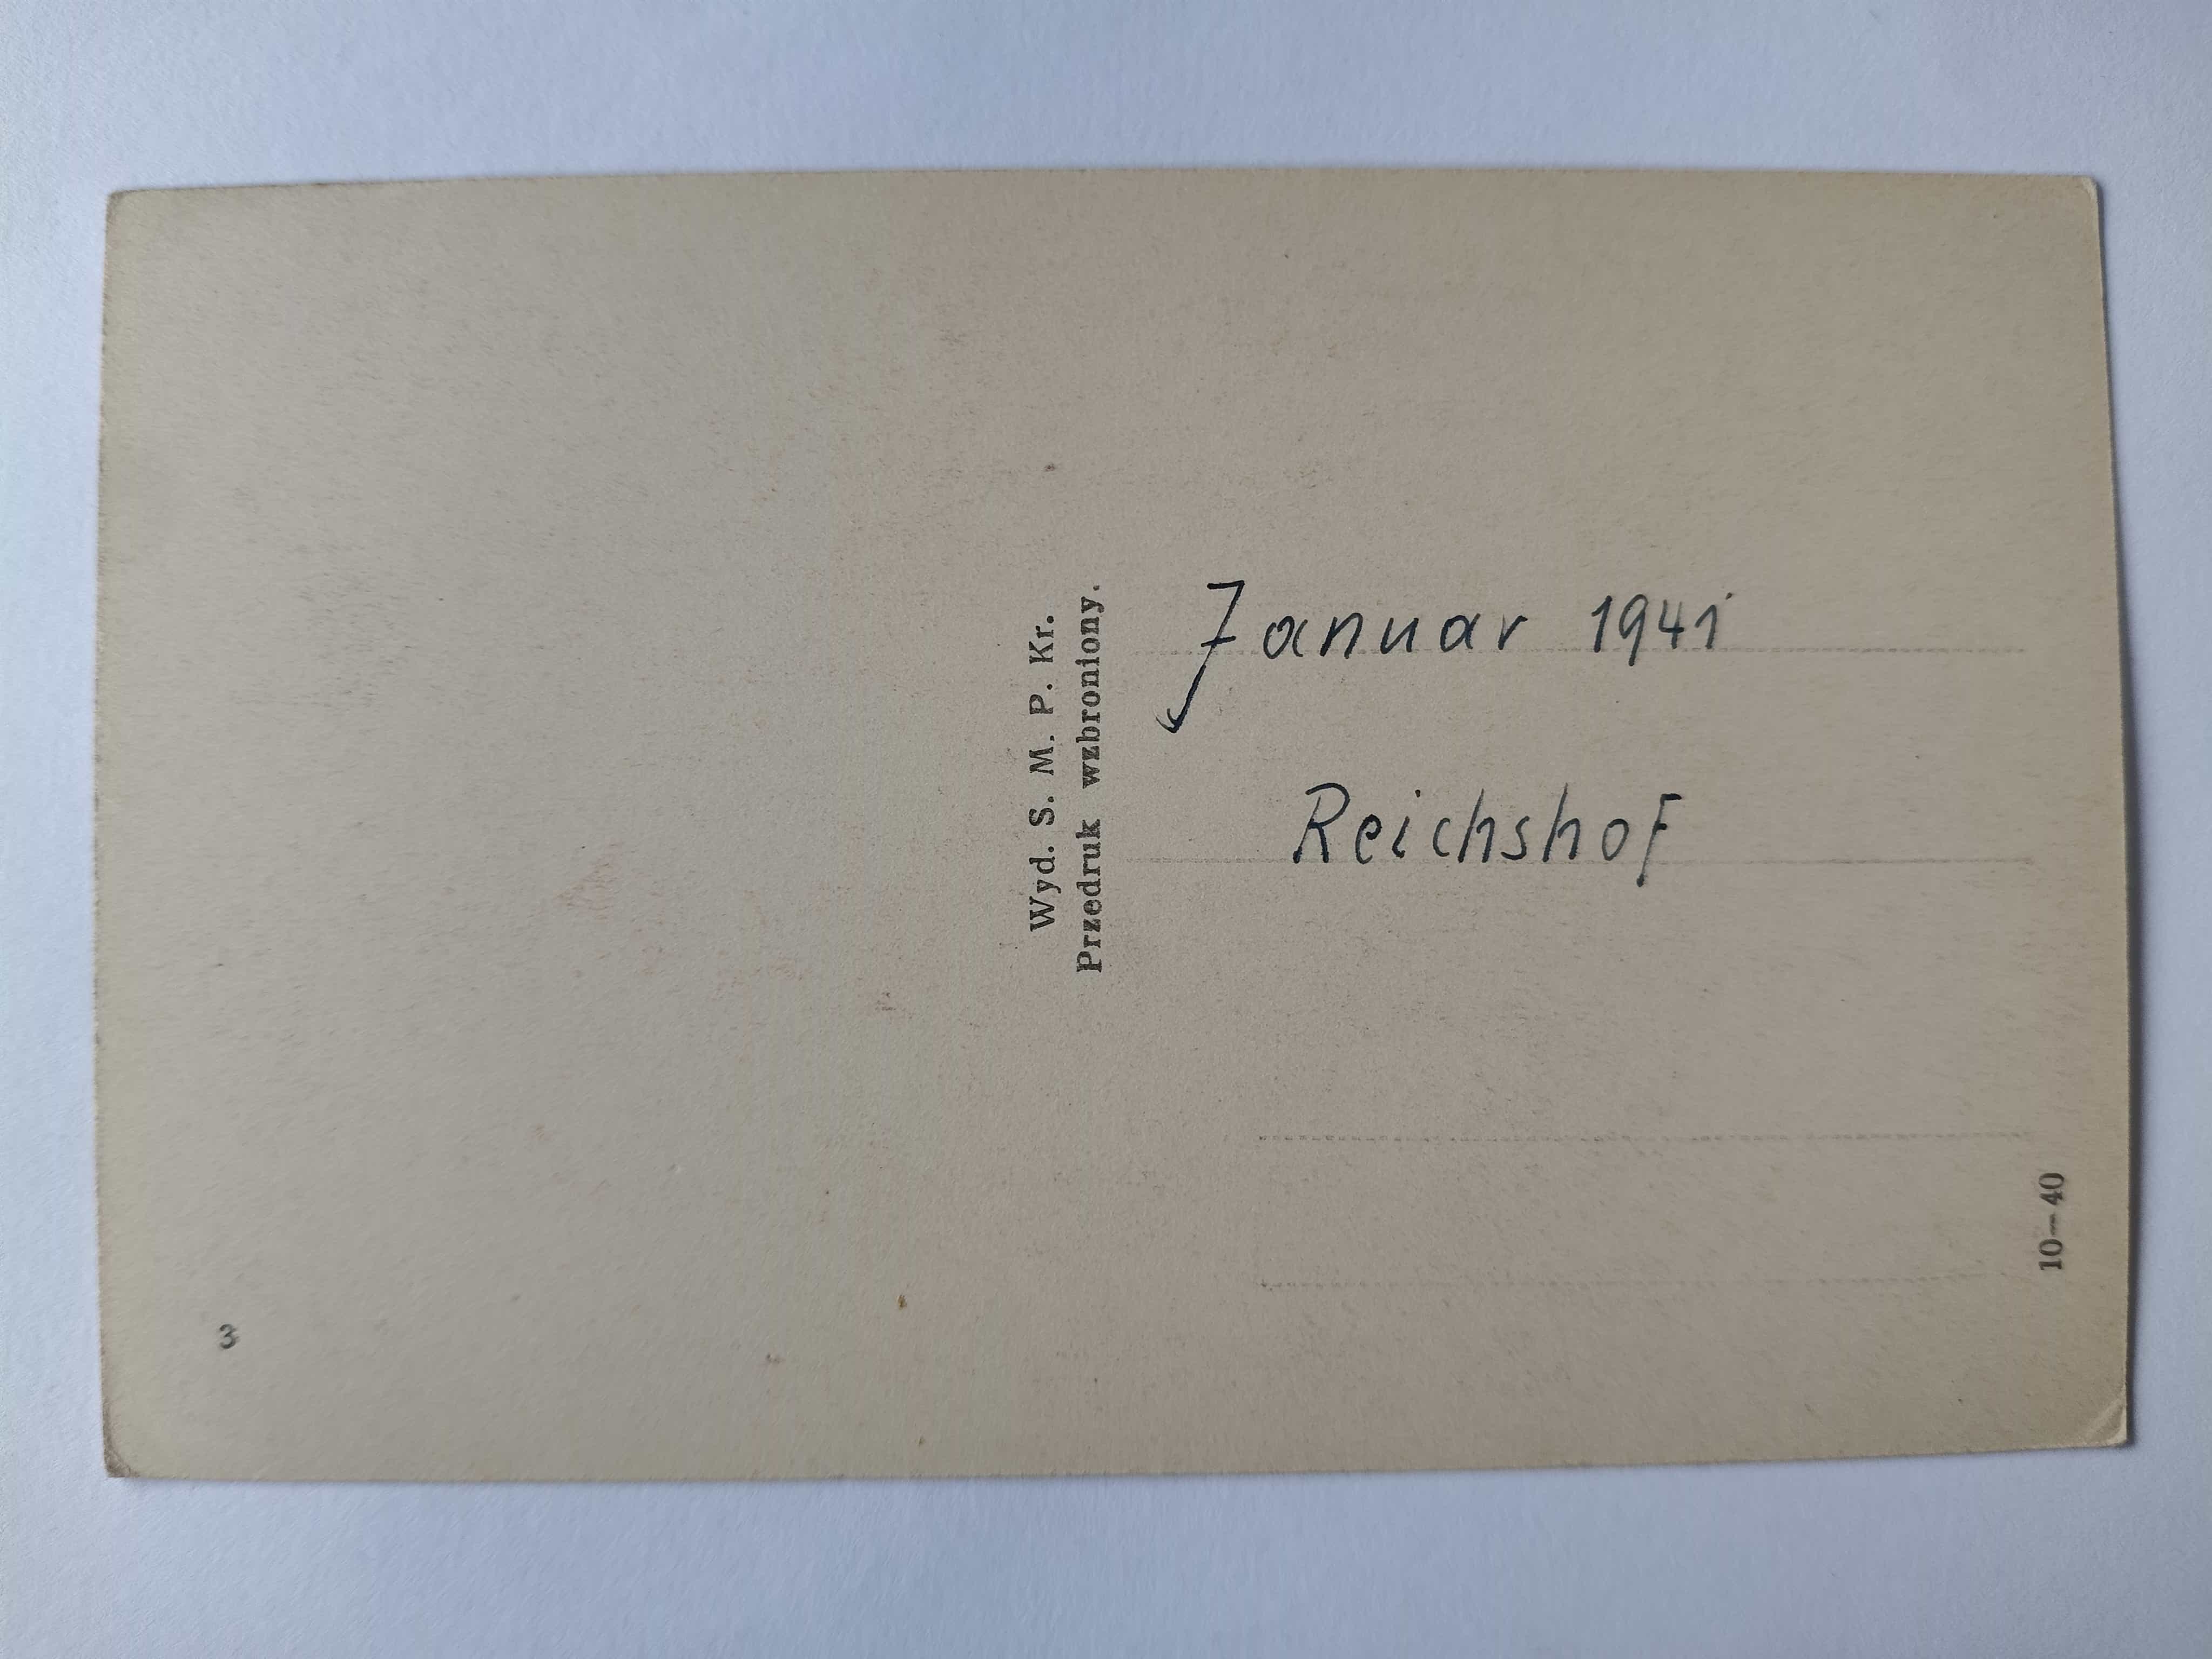 Wyd. S. M. P. Kr.
Przedruk wzbroniony.
Januar 1941
Reichshof
10—40
3